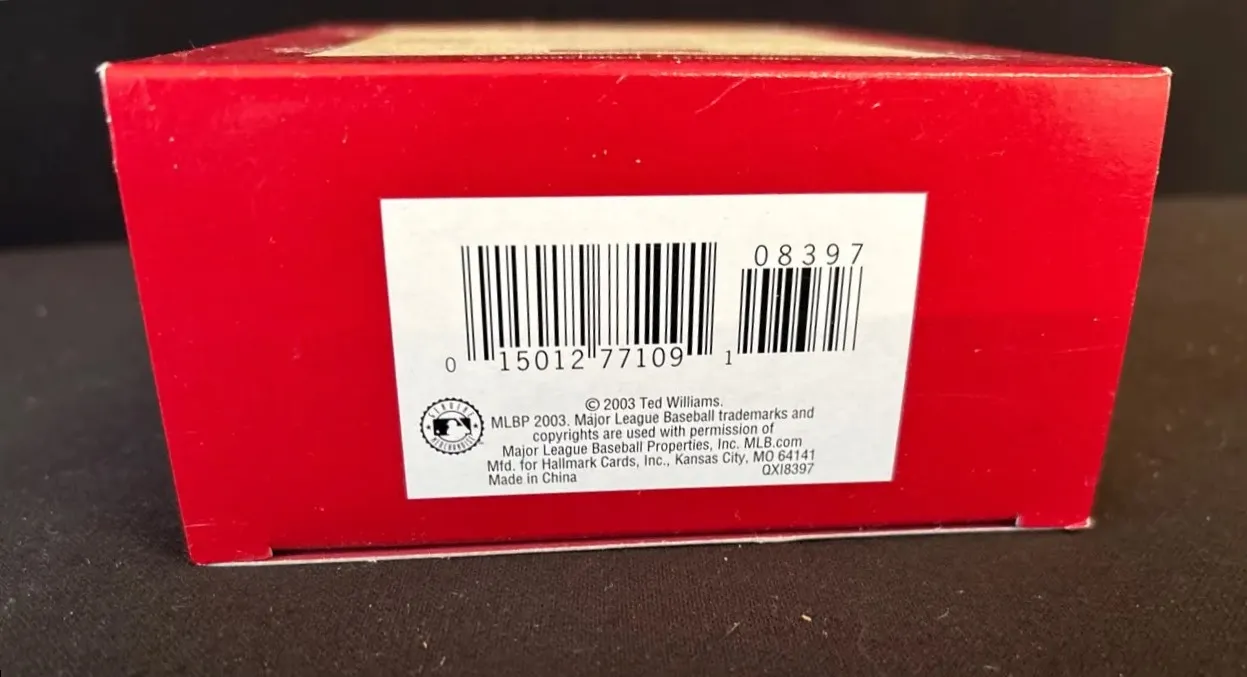 08397
0 15012 77109 1
GENUINE
MERCHANDISE
© 2003 Ted Williams.
MLBP 2003. Major League Baseball trademarks and
copyrights are used with permission of
Major League Baseball Properties, Inc. MLB.com
Mfd. for Hallmark Cards, Inc., Kansas City, MO 64141
Made in China
QXI8397